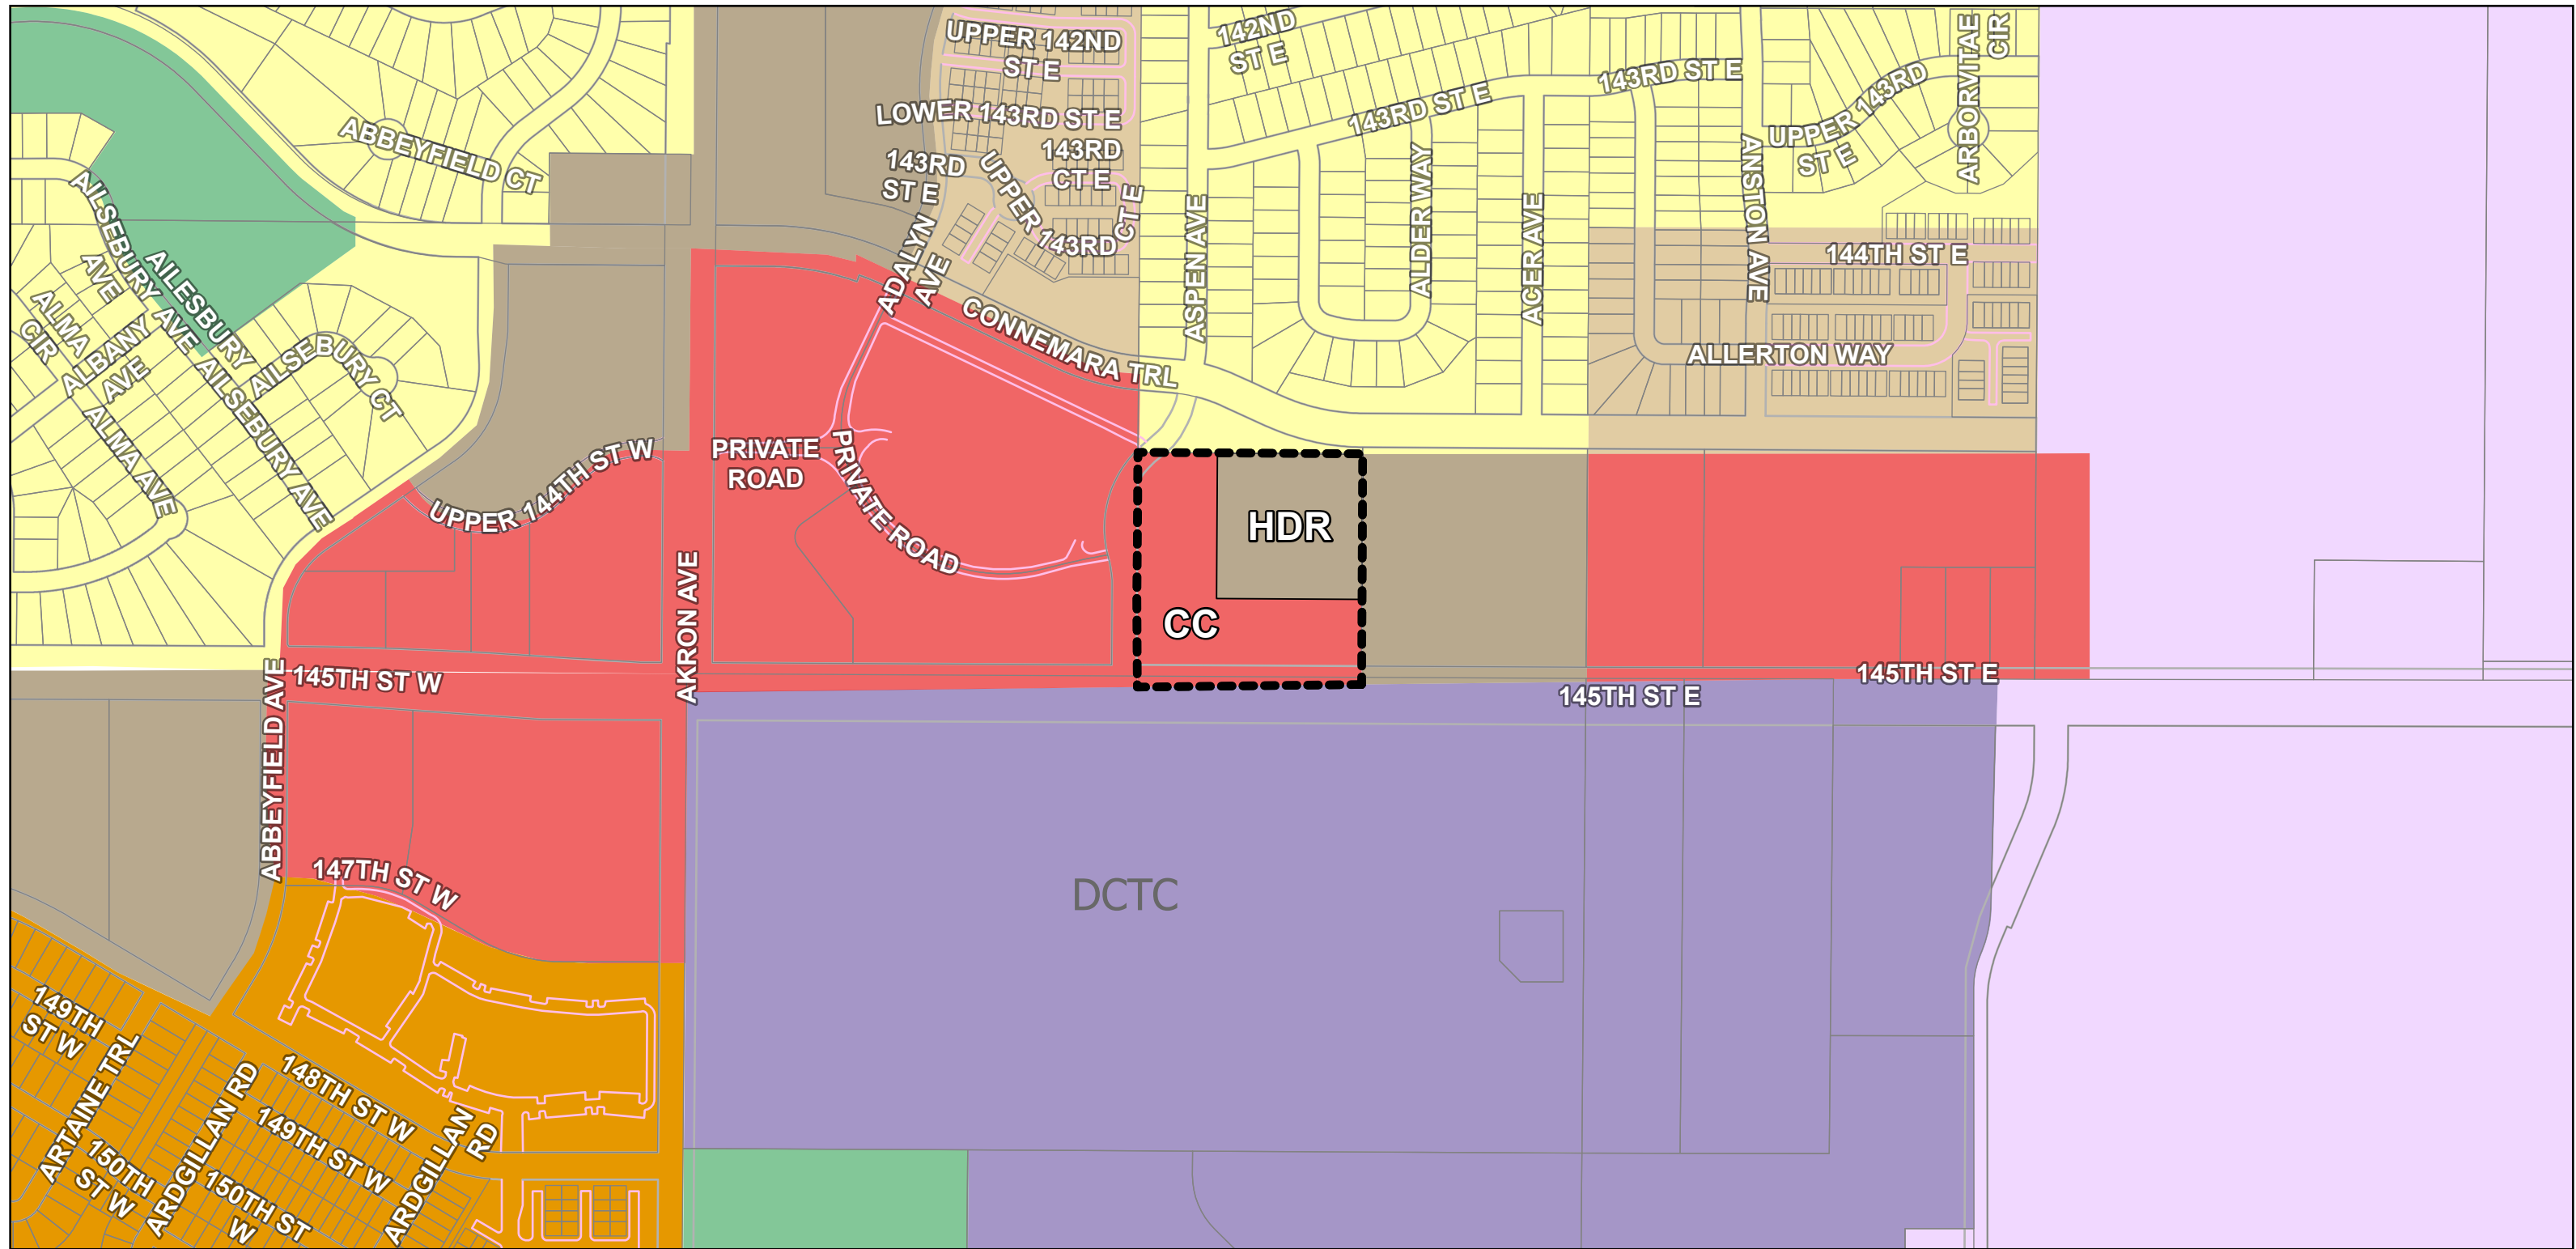 UPPER 142ND
ST E
142ND
ST E
143RD ST E
ARBORVITAE
CIR
UPPER 143RD
ST E
LOWER 143RD ST E
143RD ST E
ABBEYFIELD CT
143RD
ST E
UPPER
143RD
CT E
143RD
CT E
ADALYN
AVE
ASPEN AVE
ALDER WAY
ACER AVE
ANSTON AVE
144TH ST E
ALLERTON WAY
AILSEBURY
AVE
AILESBURY
AVE
ALMA
CIR
ALBANY
AVE
AILSEBURY CT
AILSEBURY AVE
ALMA AVE
CONNEMARA TRL
UPPER 144TH ST W
PRIVATE
ROAD
PRIVATE ROAD
HDR
CC
AKRON AVE
145TH ST W
145TH ST E
145TH ST E
ABBEYFIELD AVE
147TH ST W
DCTC
149TH
ST W
ARTAINE TRL
ARDGILLAN RD
148TH ST W
149TH ST W
ARDGILLAN
RD
150TH
ST W
150TH ST
W